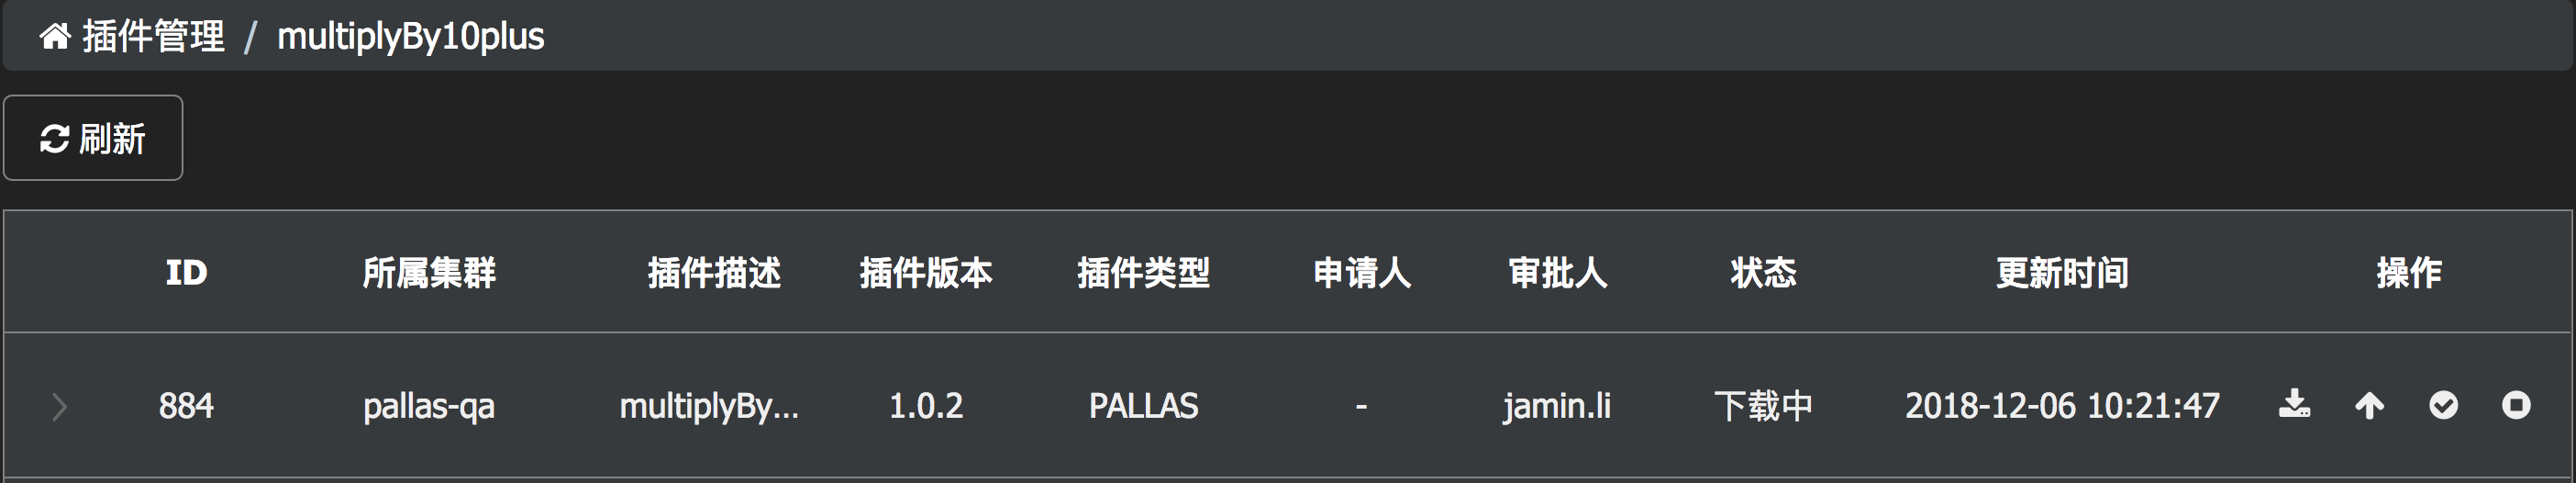 插件管理 / multiplyBy10plus
刷新
ID 所属集群 插件描述 插件版本 插件类型 申请人 审批人 状态 更新时间 操作
884 pallas-qa multiplyBy... 1.0.2 PALLAS - jamin.li 下载中 2018-12-06 10:21:47